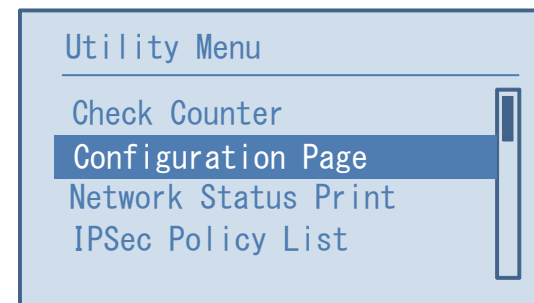 Utility Menu
Check Counter
Configuration Page
Network Status Print
IPSec Policy List